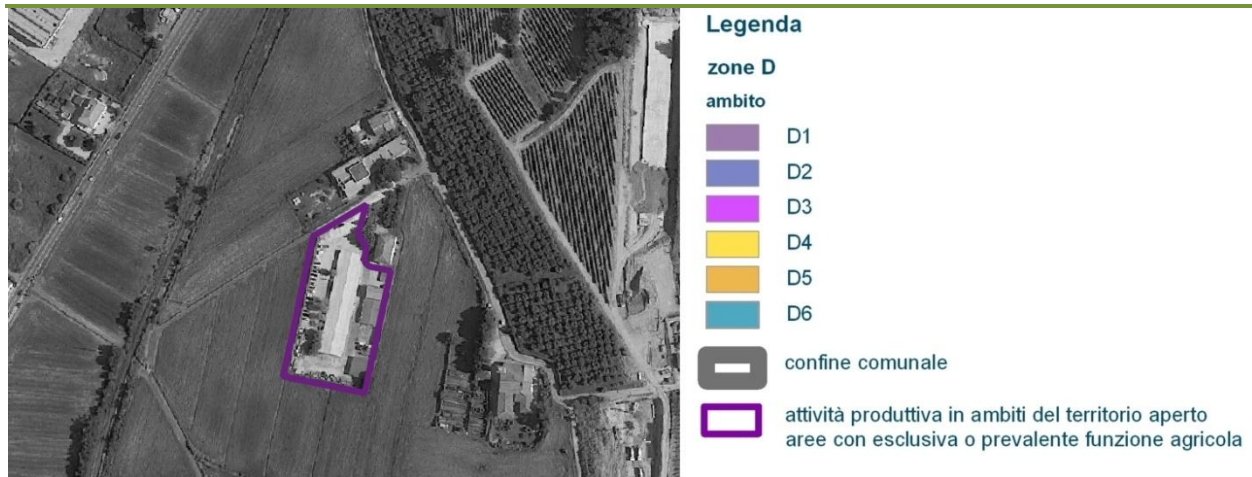 Legenda
zone D
ambito
D1
D2
D3
D4
D5
D6
confine comunale
attività produttiva in ambiti del territorio aperto
aree con esclusiva o prevalente funzione agricola